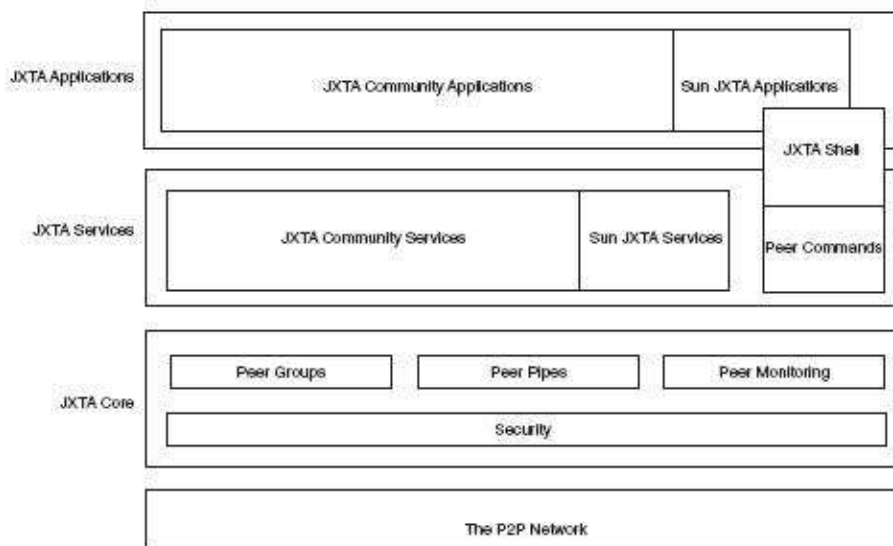 JXTA Applications
JXTA Community Applications
Sun JXTA Applications
JXTA Shell
JXTA Services
JXTA Community Services
Sun JXTA Services
Peer Commands
JXTA Core
Peer Groups
Peer Pipes
Peer Monitoring
Security
The P2P Network